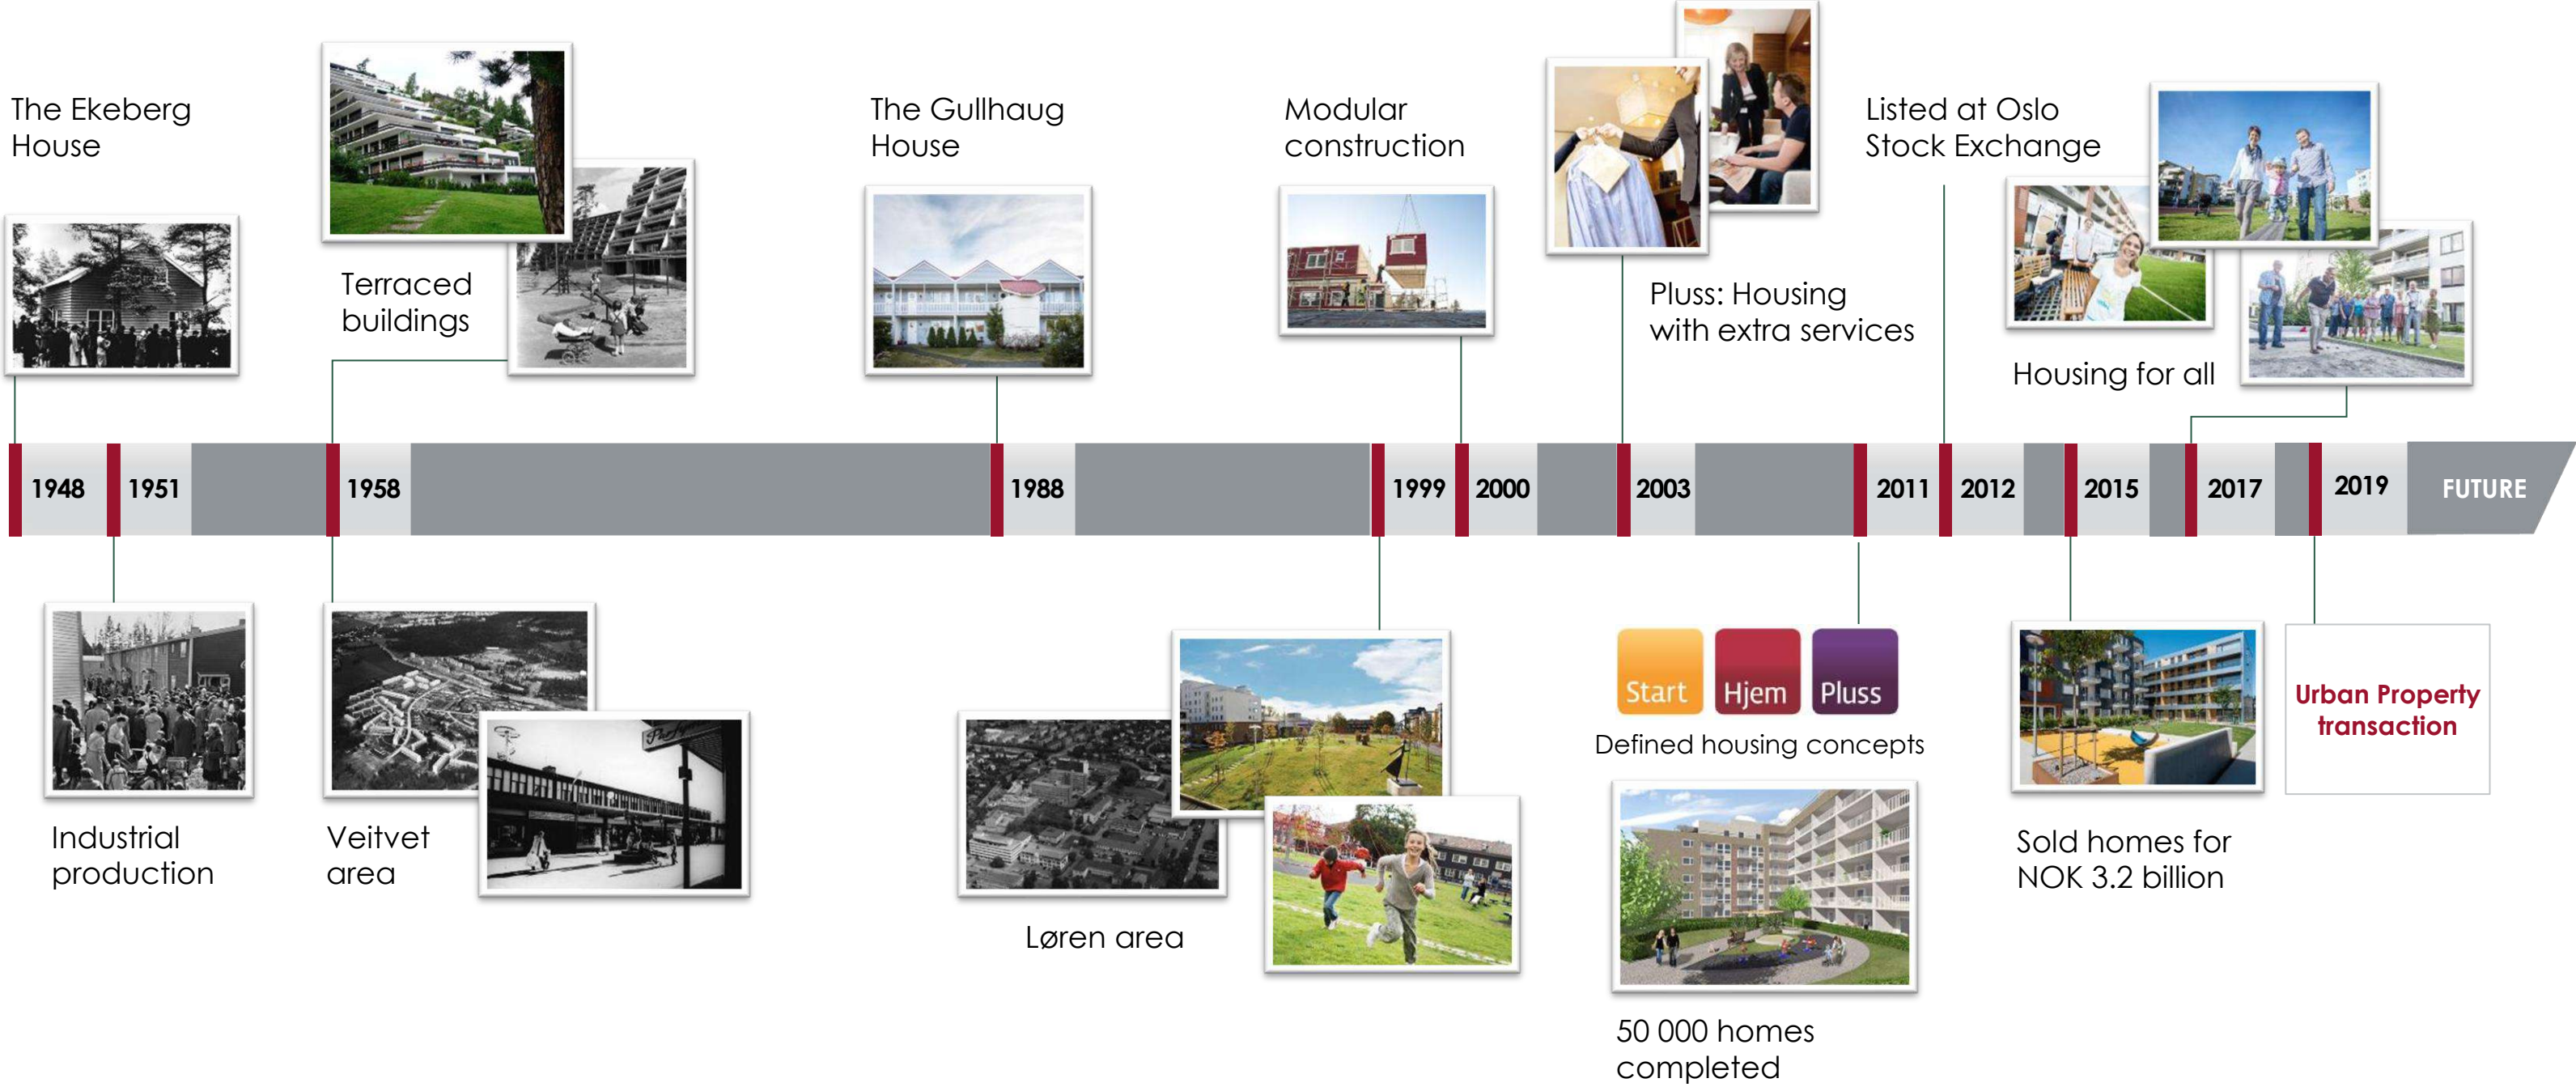 The Ekeberg
House
Terraced
buildings
The Gullhaug
House
Modular
construction
Pluss: Housing
with extra services
Listed at Oslo
Stock Exchange
Housing for all
1948
1951
1958
1988
1999
2000
2003
2011
2012
2015
2017
2019
FUTURE
Industrial
production
Veitvet
area
Løren area
Start
Hjem
Pluss
Defined housing concepts
50 000 homes
completed
Sold homes for
NOK 3.2 billion
Urban Property
transaction